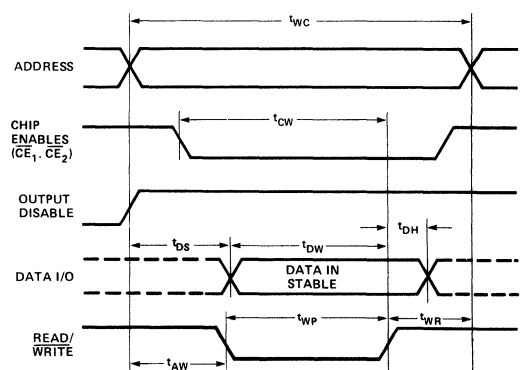 tWC
ADDRESS
tCW
CHIP
ENABLES
(CE1. CE2)
OUTPUT
DISABLE
tDH
tDS
tDW
DATA I/O
DATA IN
STABLE
tWP
tWR
READ/
WRITE
tAW